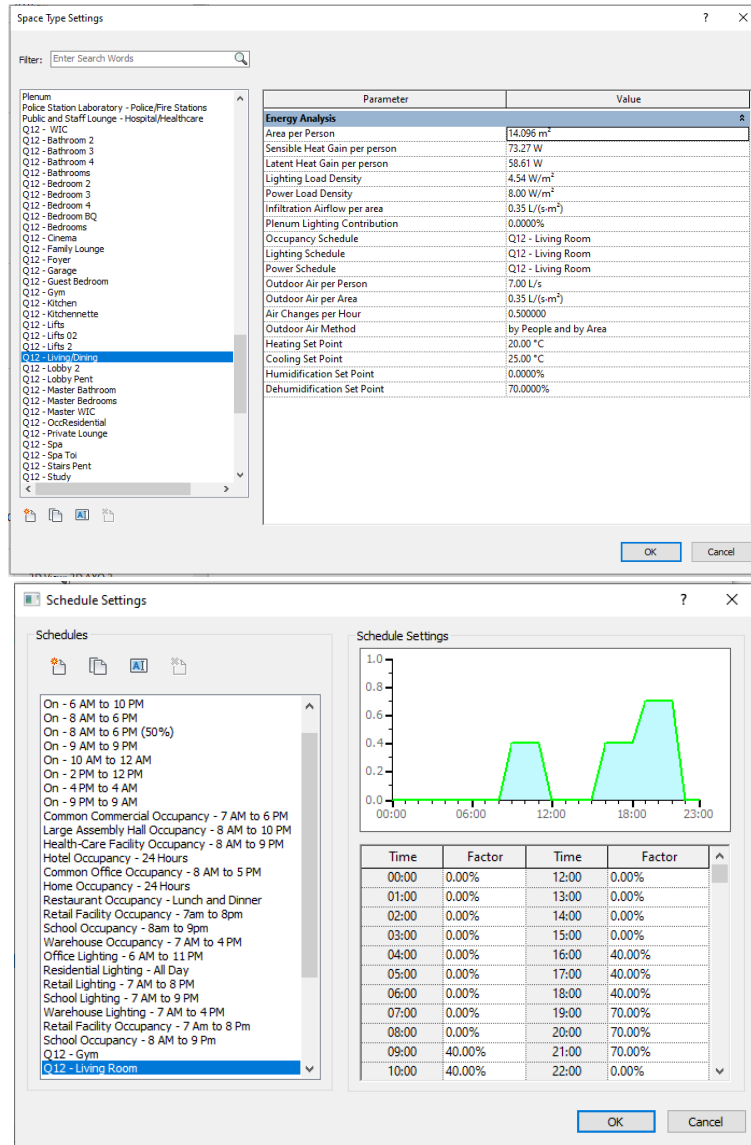 Space Type Settings
?
Filter: Enter Search Words
Plenum
Police Station Laboratory - Police/Fire Stations
Public and Staff Lounge - Hospital/Healthcare
Q12 - WIC
Q12 - Bathroom 2
Q12 - Bathroom 3
Q12 - Bathroom 4
Q12 - Bathrooms
Q12 - Bedroom 2
Q12 - Bedroom 3
Q12 - Bedroom 4
Q12 - Bedroom BQ
Q12 - Bedrooms
Q12 - Cinema
Q12 - Family Lounge
Q12 - Foyer
Q12 - Garage
Q12 - Guest Bedroom
Q12 - Gym
Q12 - Kitchen
Q12 - Kitchennette
Q12 - Lifts
Q12 - Lifts 02
Q12 - Lifts 2
Q12 - Living/Dining
Q12 - Lobby 2
Q12 - Lobby Pent
Q12 - Master Bathroom
Q12 - Master Bedrooms
Q12 - Master WIC
Q12 - OccResidential
Q12 - Private Lounge
Q12 - Spa
Q12 - Spa Toi
Q12 - Stairs Pent
Q12 - Study
Parameter Value
Energy Analysis
Area per Person 14.096 m²
Sensible Heat Gain per person 73.27 W
Latent Heat Gain per person 58.61 W
Lighting Load Density 4.54 W/m²
Power Load Density 8.00 W/m²
Infiltration Airflow per area 0.35 L/(s·m²)
Plenum Lighting Contribution 0.0000%
Occupancy Schedule Q12 - Living Room
Lighting Schedule Q12 - Living Room
Power Schedule Q12 - Living Room
Outdoor Air per Person 7.00 L/s
Outdoor Air per Area 0.35 L/(s·m²)
Air Changes per Hour 0.500000
Outdoor Air Method by People and by Area
Heating Set Point 20.00 °C
Cooling Set Point 25.00 °C
Humidification Set Point 0.0000%
Dehumidification Set Point 70.0000%
AI
OK Cancel
Schedule Settings
?
Schedules
AI
On - 6 AM to 10 PM
On - 8 AM to 6 PM
On - 8 AM to 6 PM (50%)
On - 9 AM to 9 PM
On - 10 AM to 12 AM
On - 2 PM to 12 PM
On - 4 PM to 4 AM
On - 9 PM to 9 AM
Common Commercial Occupancy - 7 AM to 6 PM
Large Assembly Hall Occupancy - 8 AM to 10 PM
Health-Care Facility Occupancy - 8 AM to 9 PM
Hotel Occupancy - 24 Hours
Common Office Occupancy - 8 AM to 5 PM
Home Occupancy - 24 Hours
Restaurant Occupancy - Lunch and Dinner
Retail Facility Occupancy - 7am to 8pm
School Occupancy - 8am to 9pm
Warehouse Occupancy - 7 AM to 4 PM
Office Lighting - 6 AM to 11 PM
Residential Lighting - All Day
Retail Lighting - 7 AM to 8 PM
School Lighting - 7 AM to 9 PM
Warehouse Lighting - 7 AM to 4 PM
Retail Facility Occupancy - 7 Am to 8 Pm
School Occupancy - 8 AM to 9 Pm
Q12 - Gym
Q12 - Living Room
Schedule Settings
1.0
0.8
0.6
0.4
0.2
0.0
00:00 06:00 12:00 18:00 23:00
Time Factor Time Factor
00:00 0.00% 12:00 0.00%
01:00 0.00% 13:00 0.00%
02:00 0.00% 14:00 0.00%
03:00 0.00% 15:00 0.00%
04:00 0.00% 16:00 40.00%
05:00 0.00% 17:00 40.00%
06:00 0.00% 18:00 40.00%
07:00 0.00% 19:00 70.00%
08:00 0.00% 20:00 70.00%
09:00 40.00% 21:00 70.00%
10:00 40.00% 22:00 0.00%
OK Cancel